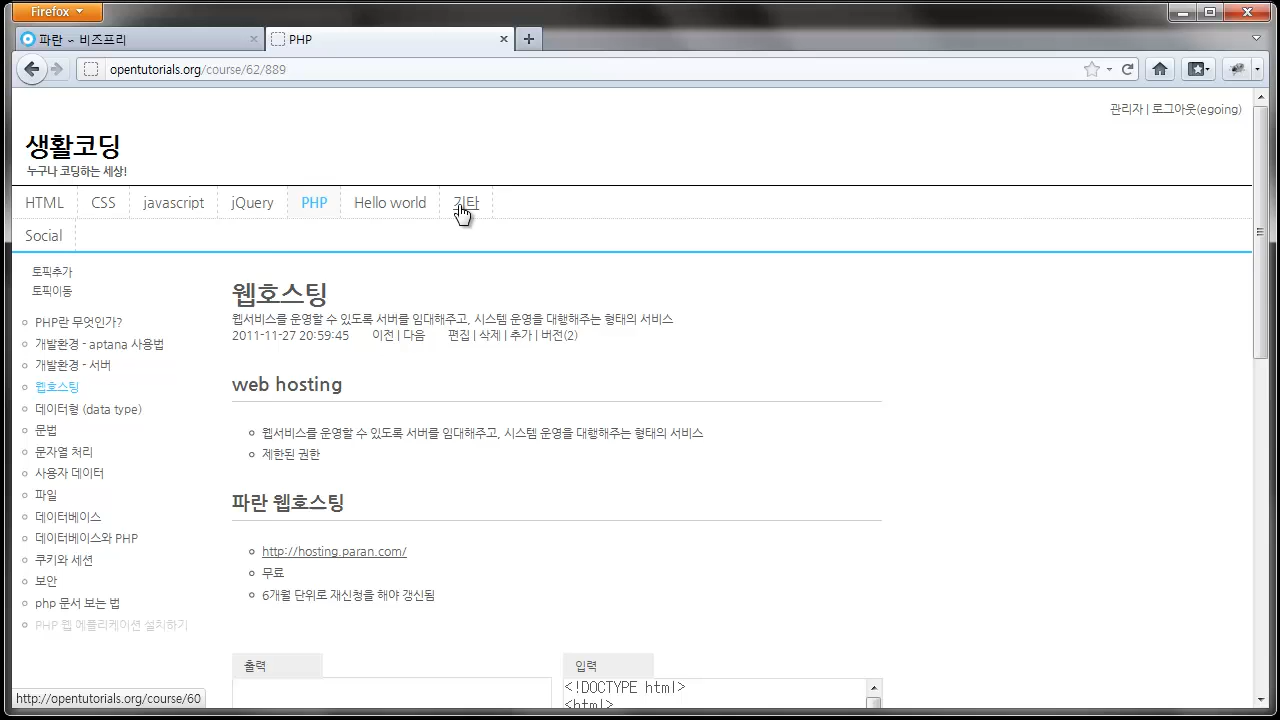 Firefox
파란 - 비즈프리
PHP
opentutorials.org/course/62/889
관리자 | 로그아웃(egoing)
생활코딩
누구나 코딩하는 세상!
HTML CSS javascript jQuery PHP Hello world 기타
Social
토픽추가
토픽이동
PHP란 무엇인가?
개발환경 - aptana 사용법
개발환경 - 서버
웹호스팅
데이터형 (data type)
문법
문자열 처리
사용자 데이터
파일
데이터베이스
데이터베이스와 PHP
쿠키와 세션
보안
php 문서 보는 법
PHP 웹 에플리케이션 설치하기
웹호스팅
웹서비스를 운영할 수 있도록 서버를 임대해주고, 시스템 운영을 대행해주는 형태의 서비스
2011-11-27 20:59:45 이전 | 다음 편집 | 삭제 | 추가 | 버전(2)
web hosting
웹서비스를 운영할 수 있도록 서버를 임대해주고, 시스템 운영을 대행해주는 형태의 서비스
제한된 권한
파란 웹호스팅
http://hosting.paran.com/
무료
6개월 단위로 재신청을 해야 갱신됨
출력
입력
<!DOCTYPE html>
<html>
http://opentutorials.org/course/60